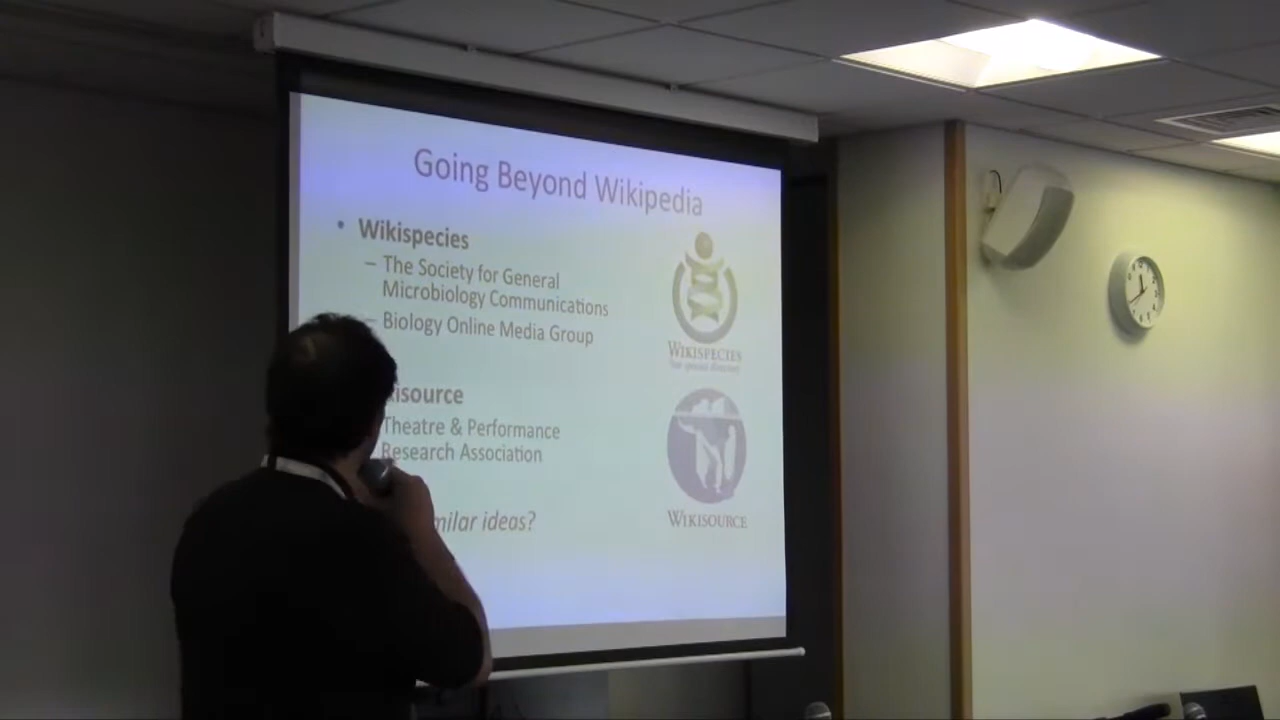 Going Beyond Wikipedia
• Wikispecies
– The Society for General
Microbiology Communications
– Biology Online Media Group
WIKISPECIES
isource
Theatre & Performance
Research Association
WIKISOURCE
milar ideas?